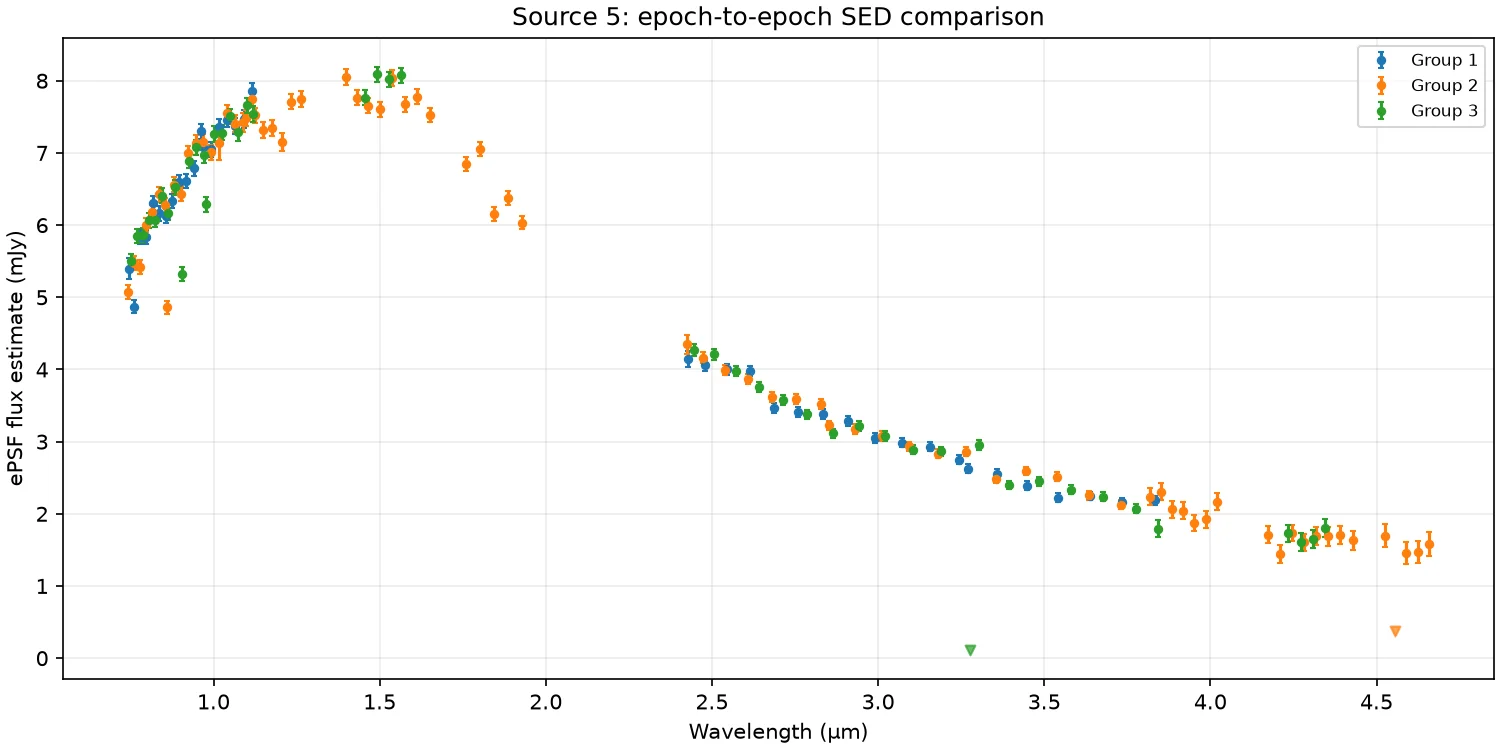 Source 5: epoch-to-epoch SED comparison
Group 1
Group 2
Group 3
ePSF flux estimate (mJy)
8
7
6
5
4
3
2
1
0
1.0 1.5 2.0 2.5 3.0 3.5 4.0 4.5
Wavelength (μm)